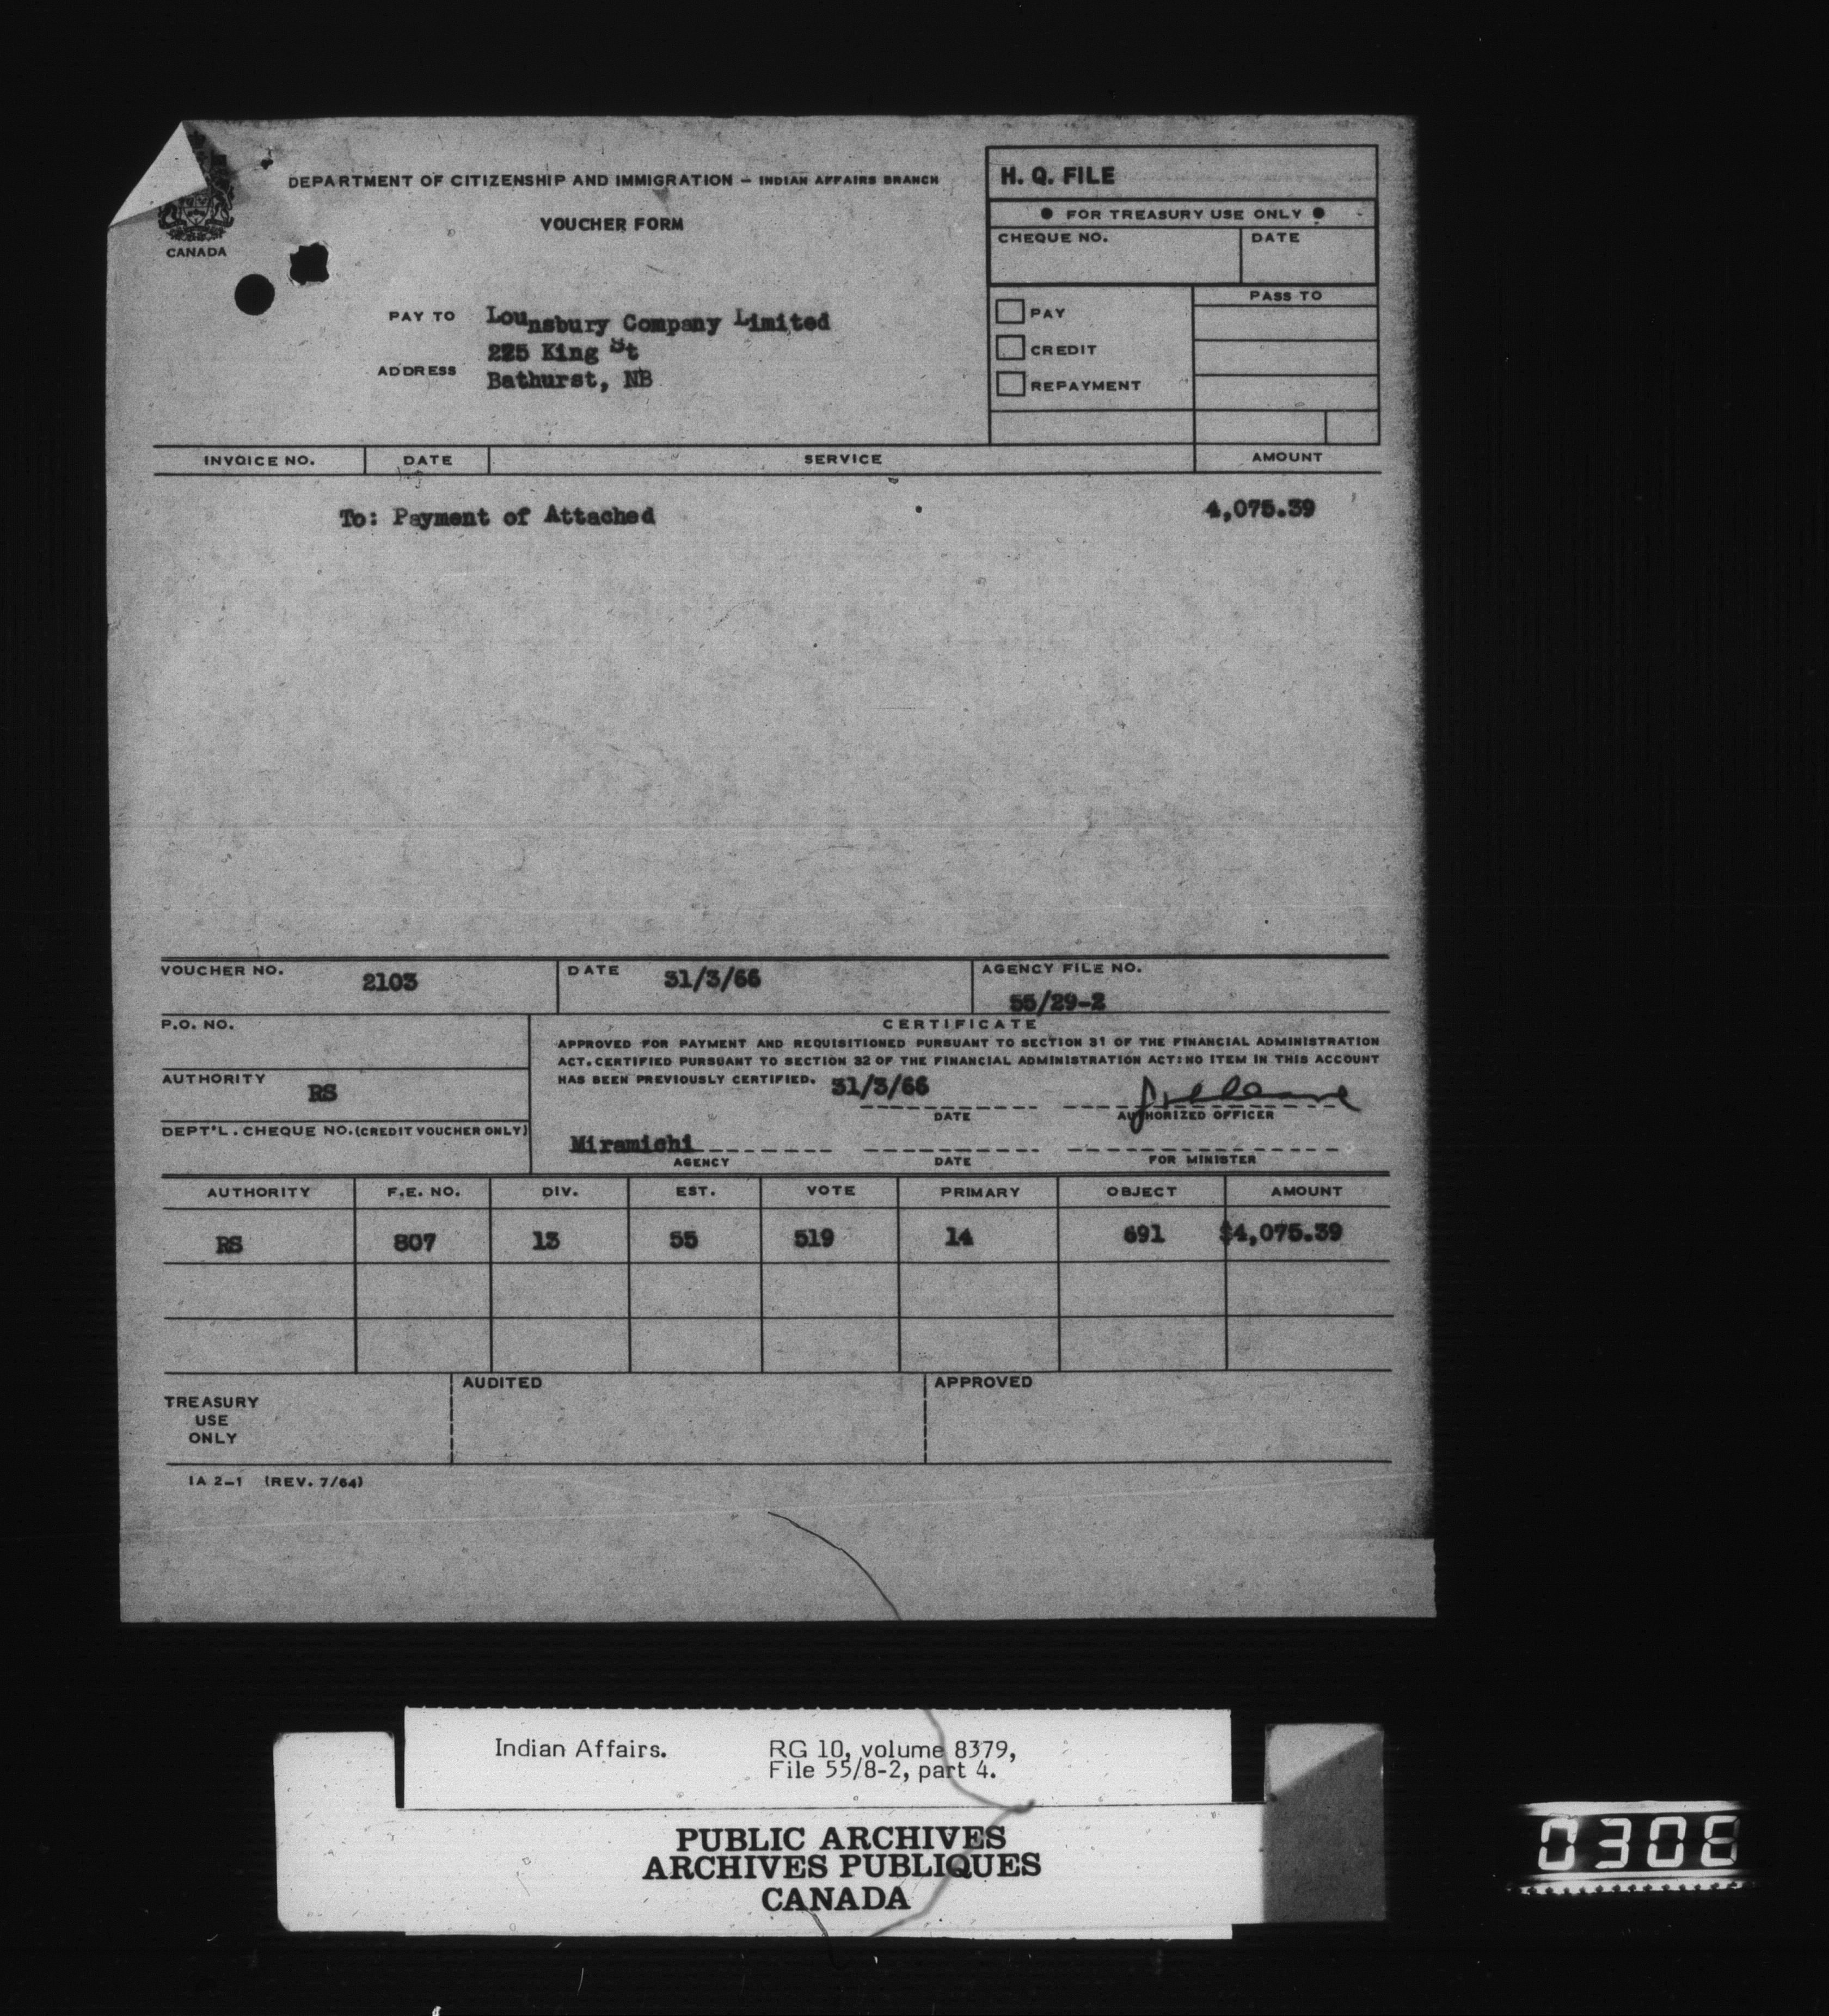 DEPARTMENT OF CITIZENSHIP AND IMMIGRATION – INDIAN AFFAIRS BRANCH
VOUCHER FORM
CANADA
H. Q. FILE
● FOR TREASURY USE ONLY ●
CHEQUE NO. DATE
PASS TO
PAY
CREDIT
REPAYMENT
PAY TO Lounsbury Company Limited
225 King St
ADDRESS Bathurst, NB
INVOICE NO. DATE SERVICE AMOUNT
To: Payment of Attached 4,075.39
VOUCHER NO. 2103 DATE 31/3/66 AGENCY FILE NO.
55/29-2
P.O. NO.
CERTIFICATE
APPROVED FOR PAYMENT AND REQUISITIONED PURSUANT TO SECTION 31 OF THE FINANCIAL ADMINISTRATION
ACT. CERTIFIED PURSUANT TO SECTION 32 OF THE FINANCIAL ADMINISTRATION ACT: NO ITEM IN THIS ACCOUNT
HAS BEEN PREVIOUSLY CERTIFIED. 31/3/66
DATE AUTHORIZED OFFICER
AUTHORITY RS
DEPT'L. CHEQUE NO. (CREDIT VOUCHER ONLY)
Miramichi
AGENCY DATE FOR MINISTER
AUTHORITY F.E. NO. DIV. EST. VOTE PRIMARY OBJECT AMOUNT
RS 807 13 55 519 14 691 $4,075.39
TREASURY
USE
ONLY
AUDITED APPROVED
IA 2-1 (REV. 7/64)
Indian Affairs. RG 10, volume 8379,
File 55/8-2, part 4.
PUBLIC ARCHIVES
ARCHIVES PUBLIQUES
CANADA